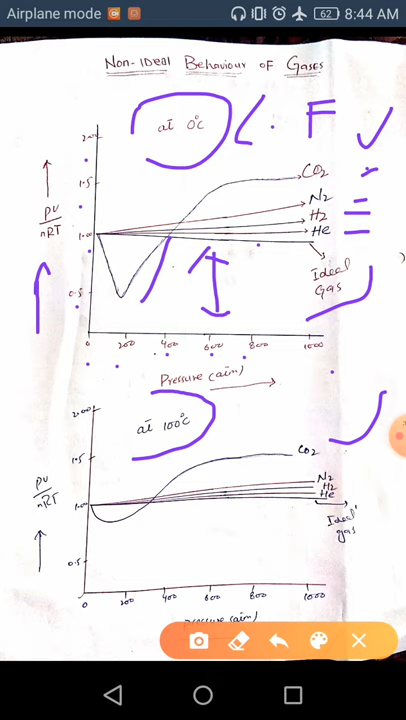 Airplane mode
62
8:44 AM
Non-Ideal Behaviour of Gases
at 0°C
L. F
2.00
CO2
1.5
N2
PV
nRT
H2
1.00
He
Ideal
Gas
0.5
0 200 400 600 800 1000
Pressure (atm)
at 100°C
2.00
CO2
1.5
N2
PV
nRT
H2
He
1.00
Ideal
gas
0.5
0 200 400 600 800 1000
Pressure (atm)